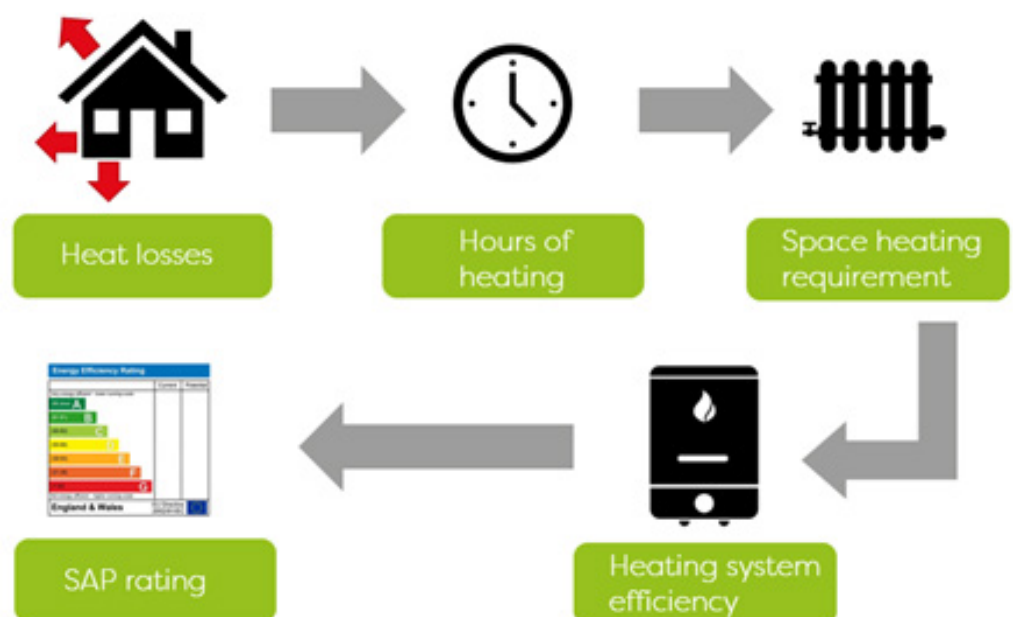 Heat losses
Hours of
heating
Space heating
requirement
Energy Efficiency Rating
Current
Potential
A
B
C
D
E
F
G
England & Wales
SAP rating
Heating system
efficiency